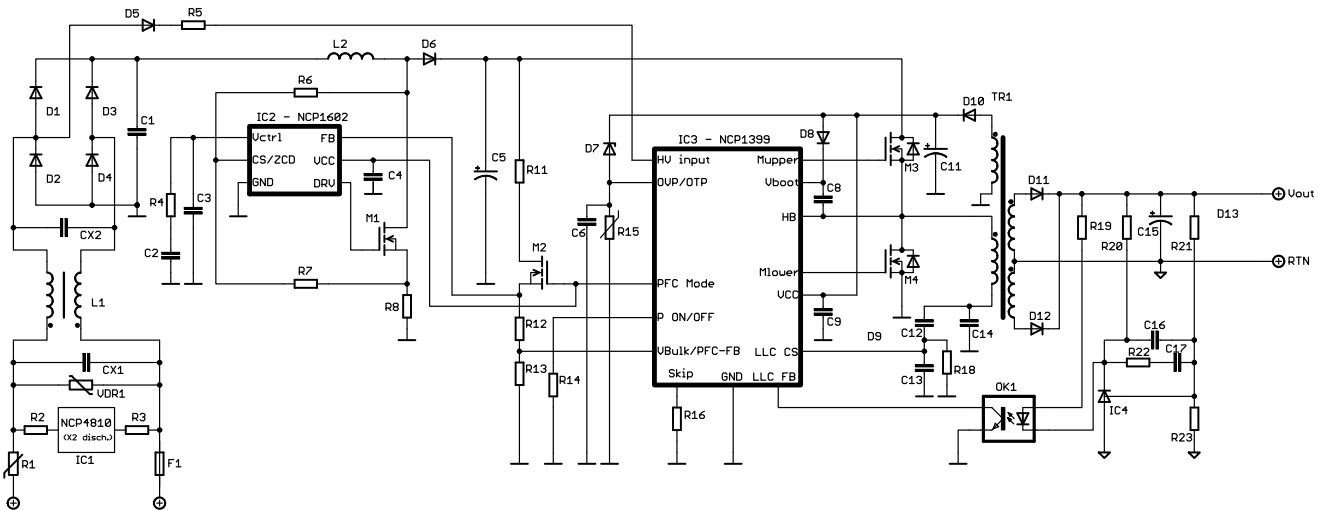 D5
R5
L2
D6
R6
D1
D3
C1
IC2 - NCP1602
Vctrl
FB
CS/ZCD
VCC
GND
DRV
D2
D4
R4
C3
C4
C5
R11
CX2
C2
M1
M2
R7
R8
L1
R12
R13
R14
CX1
VDR1
R2
NCP4810
(X2 disch.)
R3
IC1
R1
F1
D7
C6
R15
IC3 - NCP1399
HV input
Mupper
OVP/OTP
Vboot
HB
Mlower
PFC Mode
VCC
P ON/OFF
VBulk/PFC-FB
LLC CS
Skip
GND
LLC FB
R16
D8
C8
M3
C11
D10
TR1
M4
C9
D9
C12
C14
C13
R18
D11
D12
R19
R20
C15
R21
D13
Vout
RTN
C16
R22
C17
OK1
IC4
R23